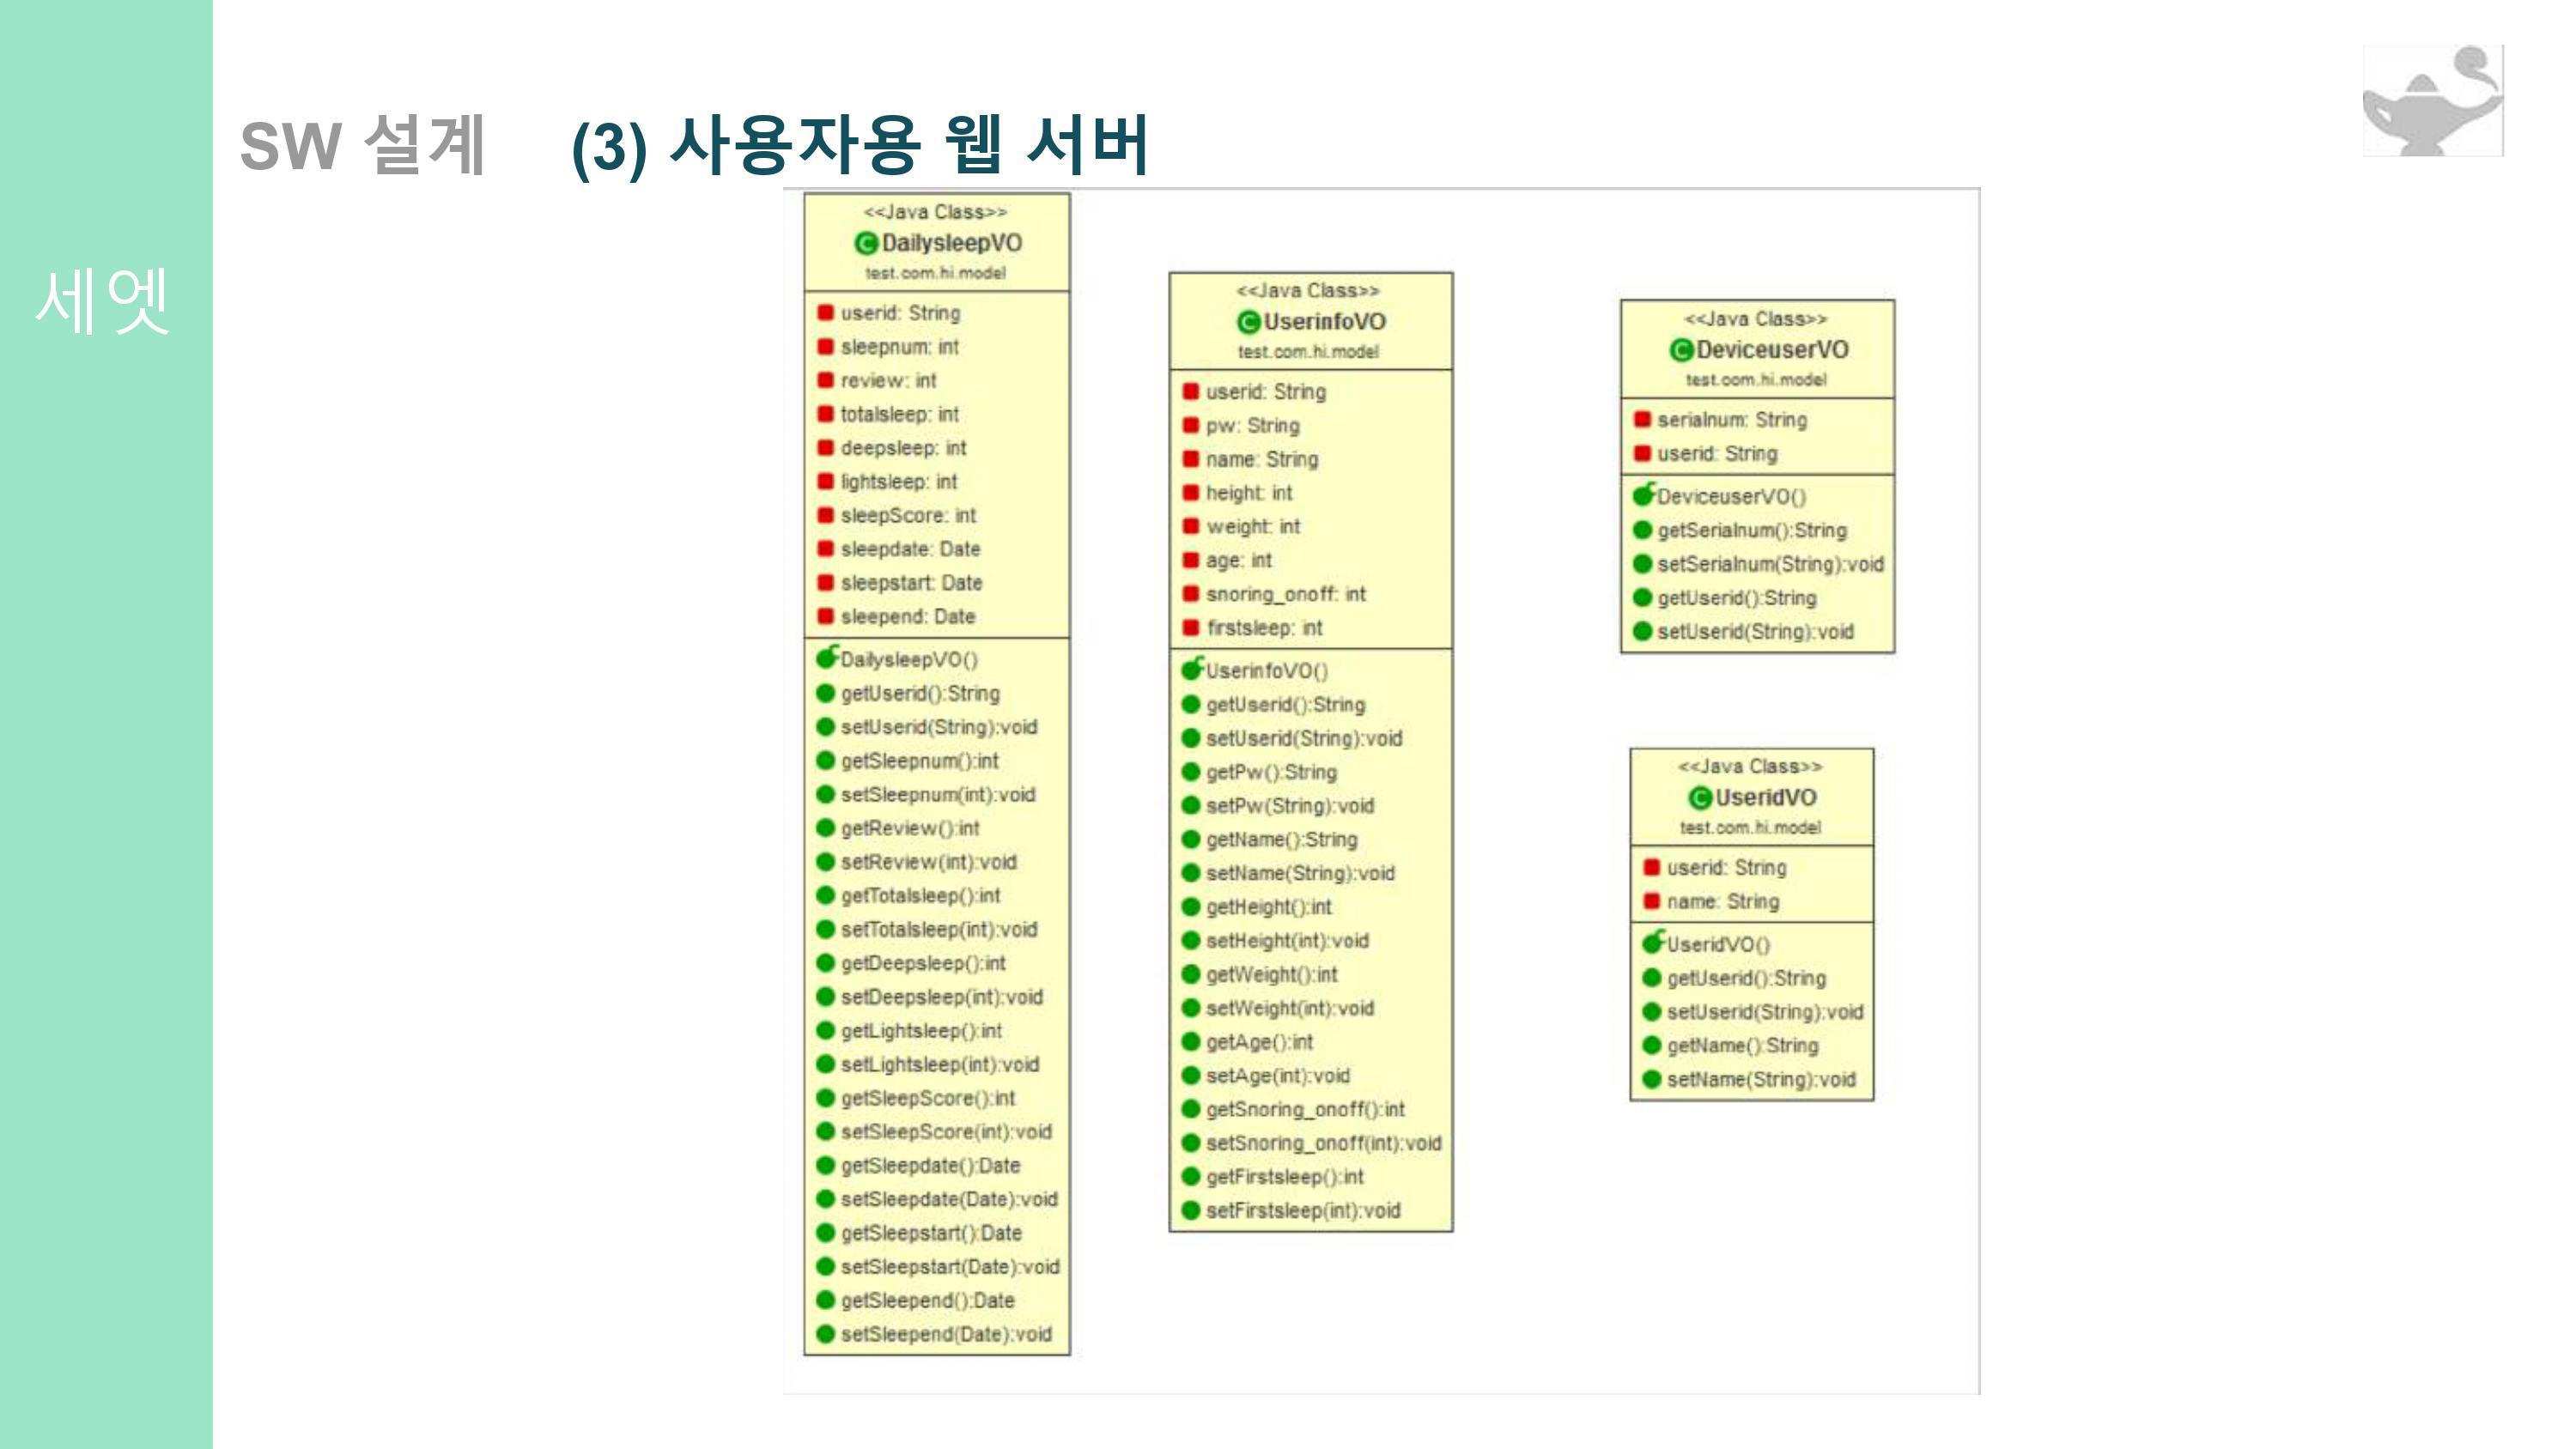 SW 설계 (3) 사용자용 웹 서버
세엣
<<Java Class>>
DailysleepVO
test.com.hi.model
userid: String
sleepnum: int
review: int
totalsleep: int
deepsleep: int
lightsleep: int
sleepScore: int
sleepdate: Date
sleepstart: Date
sleepend: Date
DailysleepVO()
getUserid():String
setUserid(String):void
getSleepnum():int
setSleepnum(int):void
getReview():int
setReview(int):void
getTotalsleep():int
setTotalsleep(int):void
getDeepsleep():int
setDeepsleep(int):void
getLightsleep():int
setLightsleep(int):void
getSleepScore():int
setSleepScore(int):void
getSleepdate():Date
setSleepdate(Date):void
getSleepstart():Date
setSleepstart(Date):void
getSleepend():Date
setSleepend(Date):void
<<Java Class>>
UserinfoVO
test.com.hi.model
userid: String
pw: String
name: String
height: int
weight: int
age: int
snoring_onoff: int
firstsleep: int
UserinfoVO()
getUserid():String
setUserid(String):void
getPw():String
setPw(String):void
getName():String
setName(String):void
getHeight():int
setHeight(int):void
getWeight():int
setWeight(int):void
getAge():int
setAge(int):void
getSnoring_onoff():int
setSnoring_onoff(int):void
getFirstsleep():int
setFirstsleep(int):void
<<Java Class>>
DeviceuserVO
test.com.hi.model
serialnum: String
userid: String
DeviceuserVO()
getSerialnum():String
setSerialnum(String):void
getUserid():String
setUserid(String):void
<<Java Class>>
UseridVO
test.com.hi.model
userid: String
name: String
UseridVO()
getUserid():String
setUserid(String):void
getName():String
setName(String):void